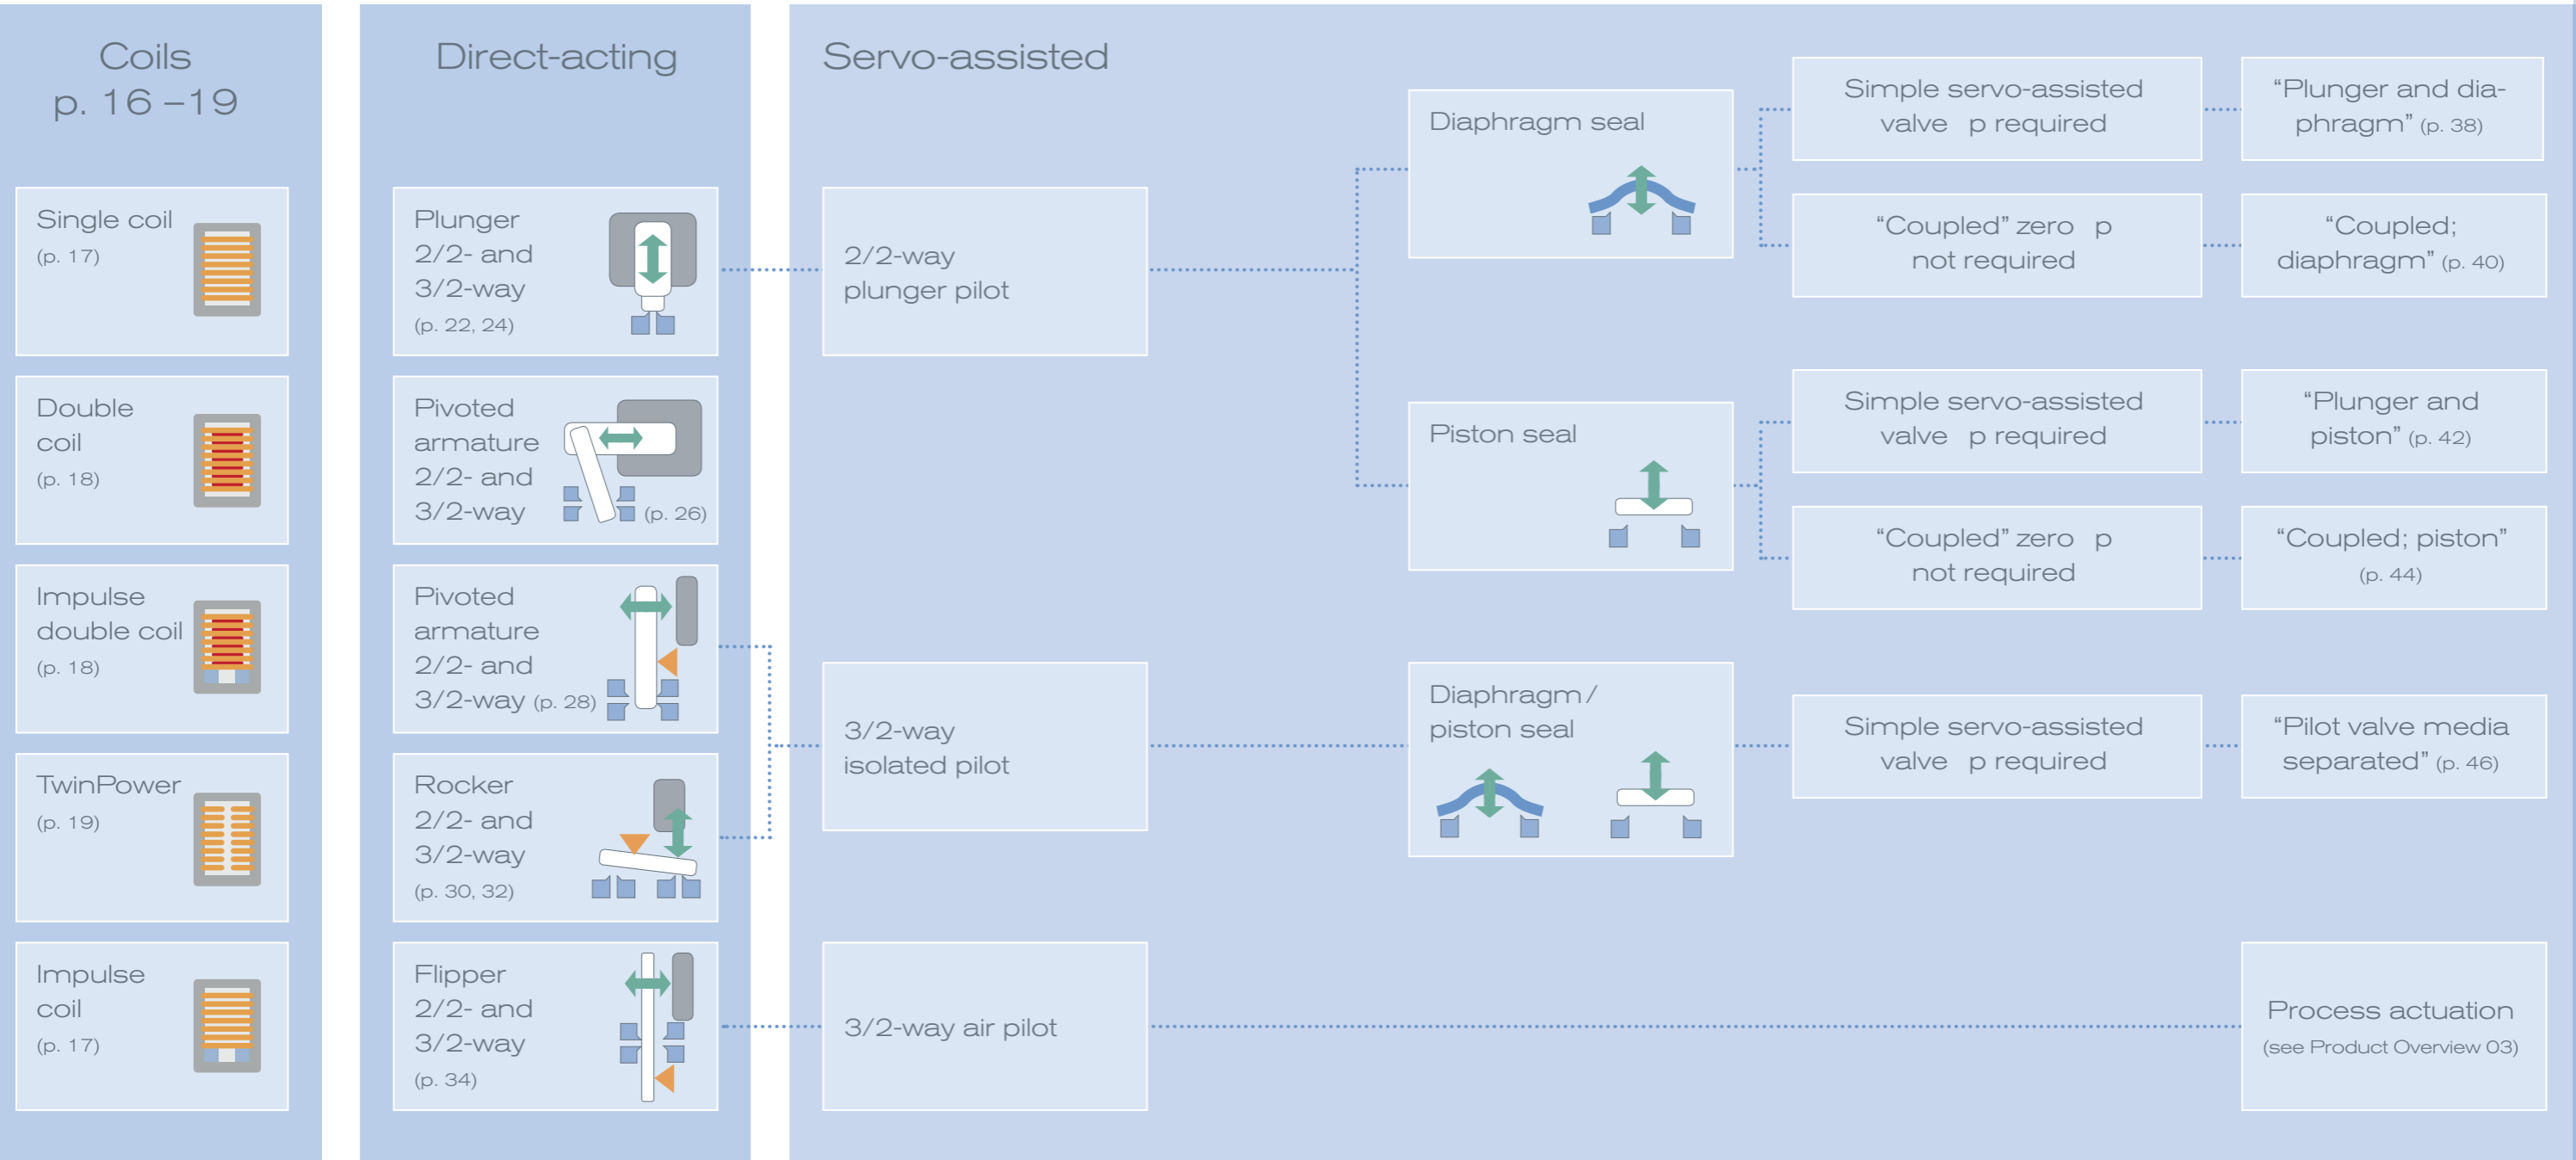 Coils
p. 16 –19
Single coil
(p. 17)
Double
coil
(p. 18)
Impulse
double coil
(p. 18)
TwinPower
(p. 19)
Impulse
coil
(p. 17)
Direct-acting
Plunger
2/2- and
3/2-way
(p. 22, 24)
Pivoted
armature
2/2- and
3/2-way (p. 26)
Pivoted
armature
2/2- and
3/2-way (p. 28)
Rocker
2/2- and
3/2-way
(p. 30, 32)
Flipper
2/2- and
3/2-way
(p. 34)
Servo-assisted
2/2-way
plunger pilot
3/2-way
isolated pilot
3/2-way air pilot
Diaphragm seal
Piston seal
Diaphragm /
piston seal
Simple servo-assisted
valve p required
“Coupled” zero p
not required
Simple servo-assisted
valve p required
“Coupled” zero p
not required
Simple servo-assisted
valve p required
“Plunger and dia-
phragm” (p. 38)
“Coupled;
diaphragm” (p. 40)
“Plunger and
piston” (p. 42)
“Coupled; piston”
(p. 44)
“Pilot valve media
separated” (p. 46)
Process actuation
(see Product Overview 03)